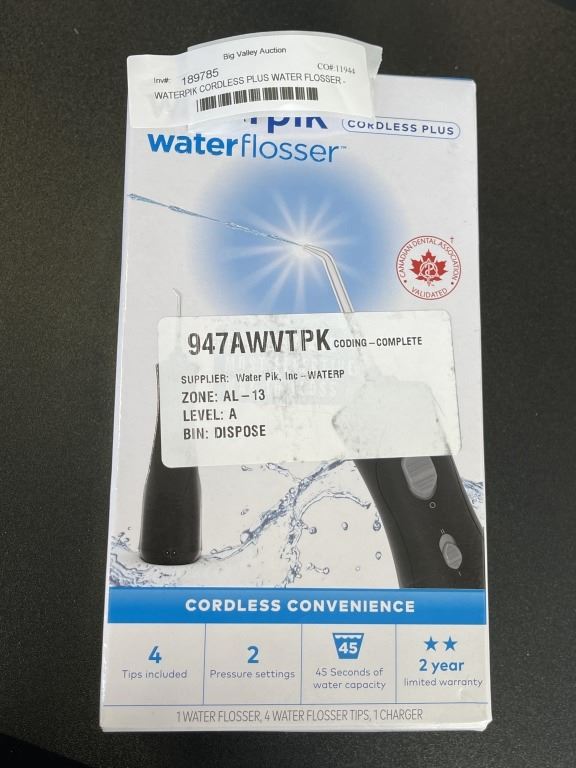 Big Valley Auction
Inv#: 189785 CO#:11944
WATERPIK CORDLESS PLUS WATER FLOSSER -
CORDLESS PLUS
waterflosser™
CANADIAN DENTAL ASSOCIATION
VALIDATED
†
947AWVTPK CODING-COMPLETE
SUPPLIER: Water Pik, Inc-WATERP
ZONE: AL-13
LEVEL: A
BIN: DISPOSE
CORDLESS CONVENIENCE
4
Tips included
2
Pressure settings
45
45 Seconds of
water capacity
2 year
limited warranty
1 WATER FLOSSER, 4 WATER FLOSSER TIPS, 1 CHARGER